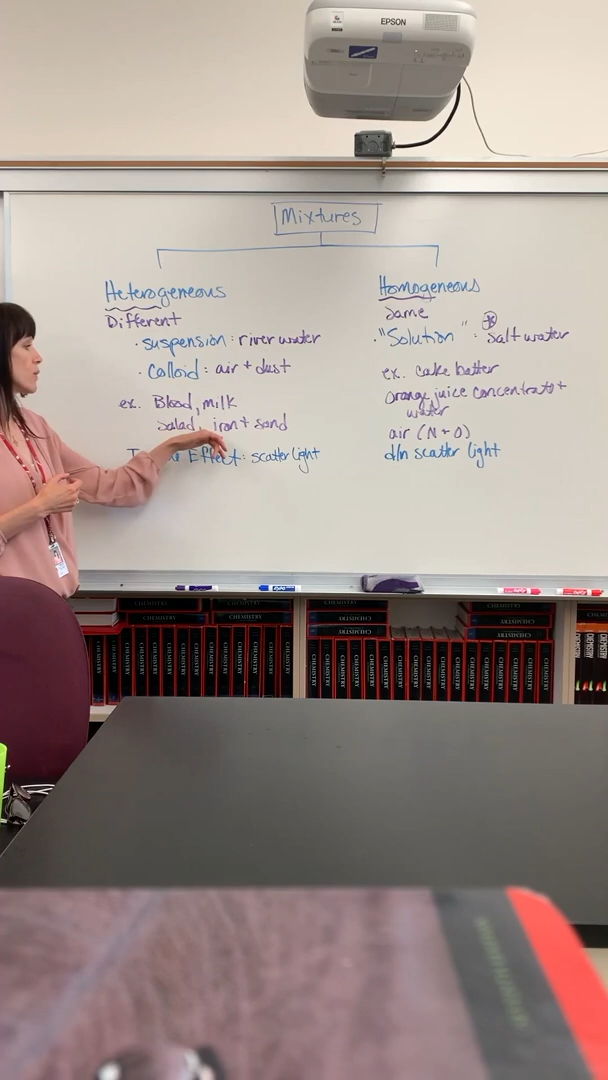 EPSON
Mixtures
Heterogeneous
Different
· suspension : river water
· colloid : air + dust
ex. Blood, milk
salad, iron + sand
Effect : scatter light
Homogeneous
Same
· "Solution" : salt water
ex. cake batter
orange juice concentrate +
water
air (N + O)
d/n scatter light
CHEMISTRY